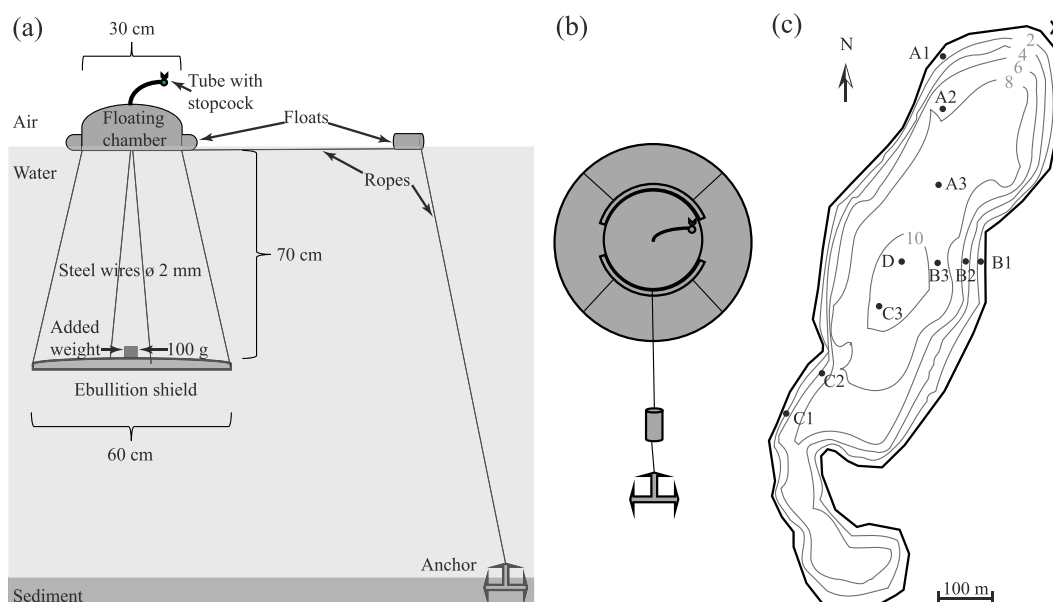 (a)
30 cm
Tube with
stopcock
Air
Floating
chamber
Floats
Water
Ropes
70 cm
Steel wires ø 2 mm
Added
weight
100 g
Ebullition shield
60 cm
Anchor
Sediment
(b)
(c)
N
A1
2
4
6
8
A2
A3
10
D
B3
B2
B1
C3
C2
C1
100 m